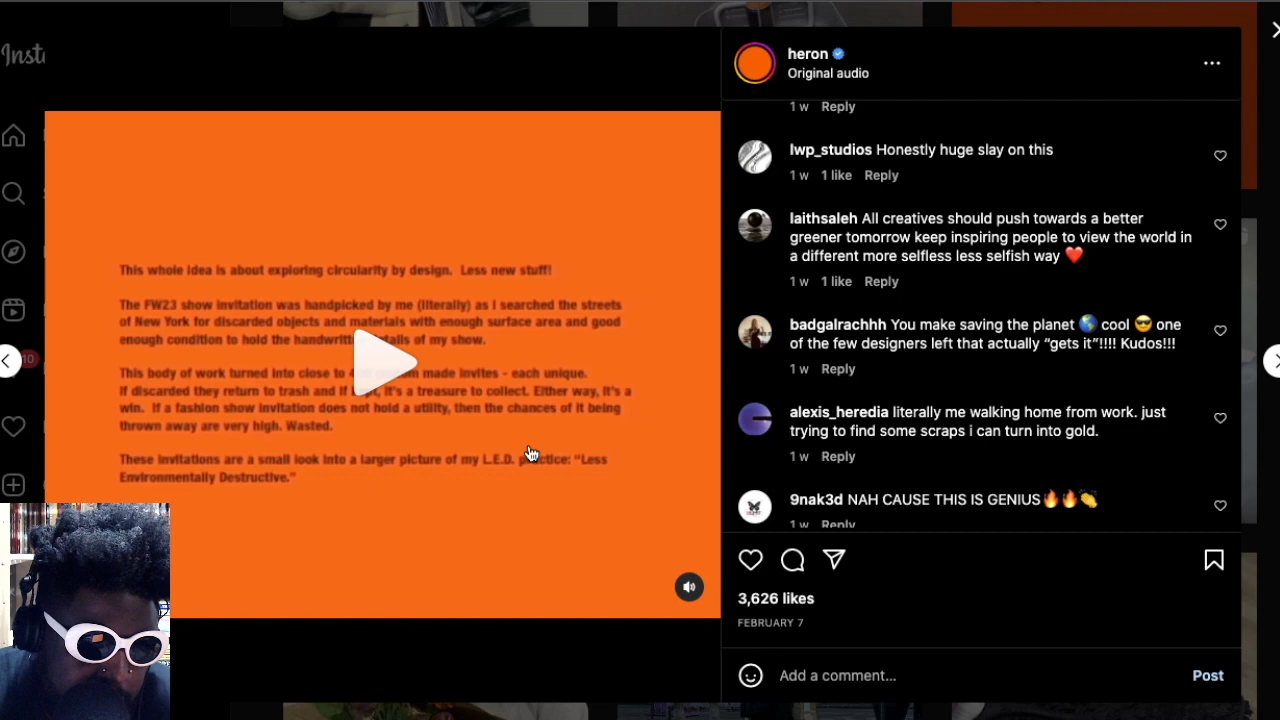 Inst
heron
Original audio
1 w Reply
lwp_studios Honestly huge slay on this
1 w 1 like Reply
laithsaleh All creatives should push towards a better
greener tomorrow keep inspiring people to view the world in
a different more selfless less selfish way ❤️
1 w 1 like Reply
badgalrachhh You make saving the planet 🌎 cool 😎 one
of the few designers left that actually “gets it”!!!! Kudos!!!
1 w Reply
alexis_heredia literally me walking home from work. just
trying to find some scraps i can turn into gold.
1 w Reply
9nak3d NAH CAUSE THIS IS GENIUS🔥🔥👏
1 w Reply
3,626 likes
FEBRUARY 7
Add a comment... Post
10
This whole idea is about exploring circularity by design. Less new stuff!
The FW23 show invitation was handpicked by me (literally) as I searched the streets
of New York for discarded objects and materials with enough surface area and good
enough condition to hold the handwritten details of my show.
This body of work turned into close to made invites - each unique.
If discarded they return to trash and if it's a treasure to collect. Either way, it's a
win. If a fashion show invitation does not hold a utility, then the chances of it being
thrown away are very high. Wasted.
These invitations are a small look into a larger picture of my L.E.D. practice: “Less
Environmentally Destructive.”